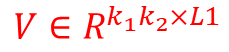 V ∈ R^{k₁k₂×L1}